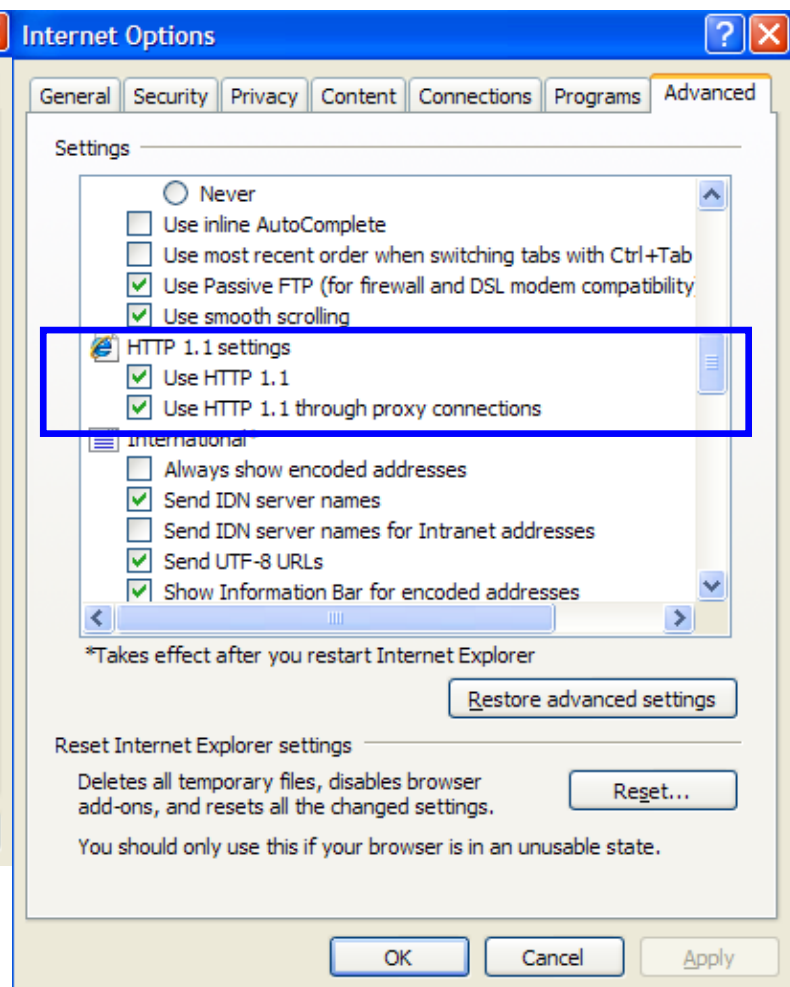 Internet Options
General Security Privacy Content Connections Programs Advanced
Settings
Never
Use inline AutoComplete
Use most recent order when switching tabs with Ctrl+Tab
Use Passive FTP (for firewall and DSL modem compatibility)
Use smooth scrolling
HTTP 1.1 settings
Use HTTP 1.1
Use HTTP 1.1 through proxy connections
International*
Always show encoded addresses
Send IDN server names
Send IDN server names for Intranet addresses
Send UTF-8 URLs
Show Information Bar for encoded addresses
*Takes effect after you restart Internet Explorer
Restore advanced settings
Reset Internet Explorer settings
Deletes all temporary files, disables browser
add-ons, and resets all the changed settings.
Reset...
You should only use this if your browser is in an unusable state.
OK Cancel Apply